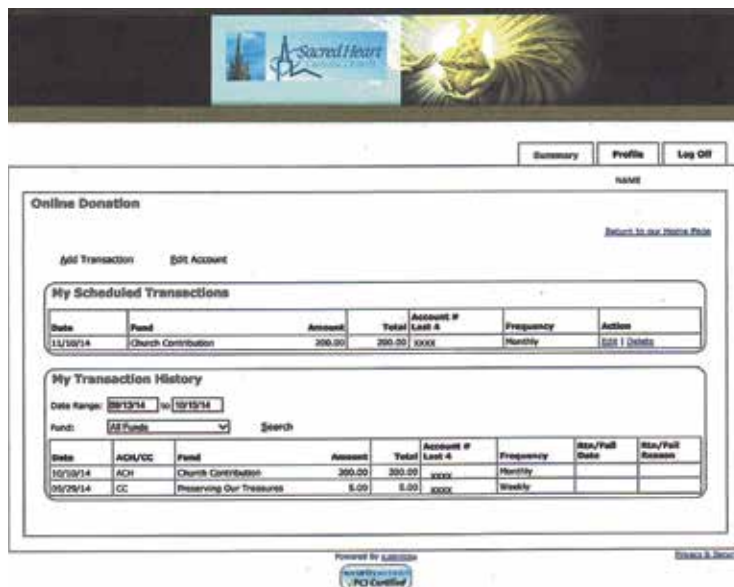 Sacred Heart
Summary Profile Log Off
NAME
Online Donation
Return to our Home Page
Add Transaction Edit Account
My Scheduled Transactions
Date Fund Amount Total Account # Last 4 Frequency Action
11/10/14 Church Contribution 200.00 200.00 xxxx Monthly Edit | Delete
My Transaction History
Date Range: 09/13/14 to 10/15/14
Fund: All Funds Search
Date ACH/CC Fund Amount Total Account # Last 4 Frequency Rtn/Fail Date Rtn/Fail Reason
10/10/14 ACH Church Contribution 200.00 200.00 xxxx Monthly
09/29/14 CC Preserving Our Treasures 5.00 5.00 xxxx Weekly
Powered by
Privacy &
PCI Certified